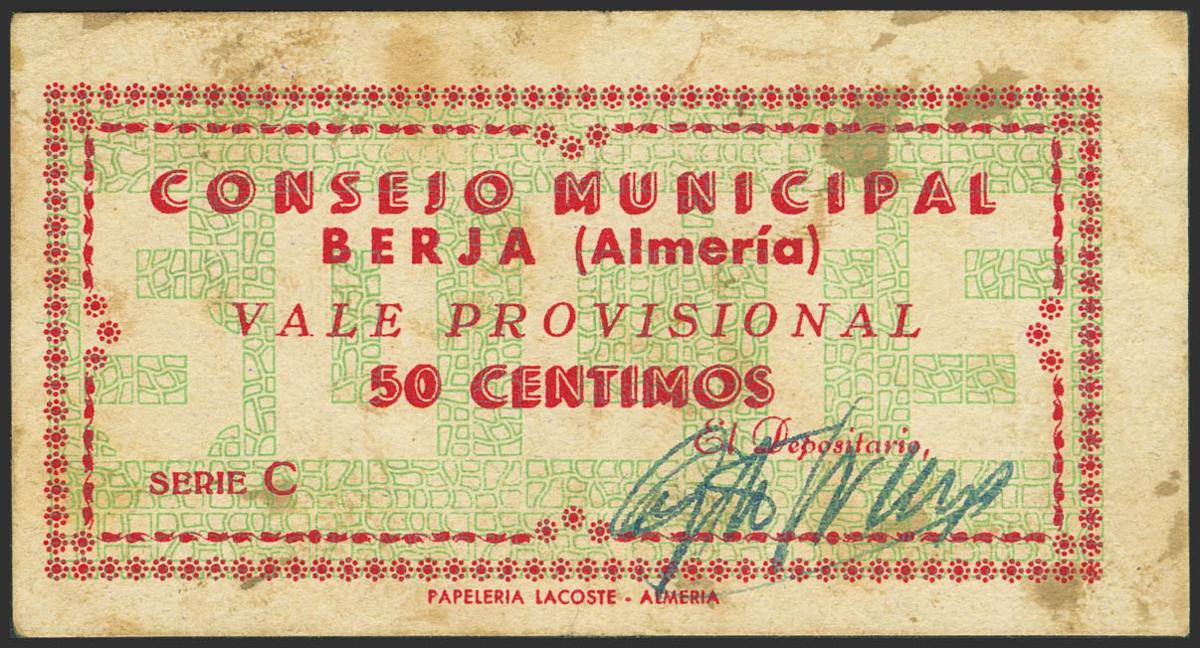 CONSEJO MUNICIPAL
BERJA (Almería)
VALE PROVISIONAL
50 CENTIMOS
El Depositario,
SERIE C
PAPELERIA LACOSTE - ALMERIA